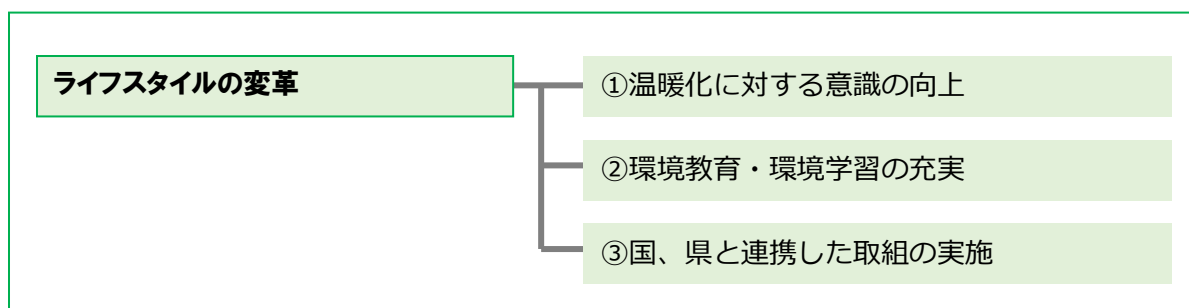 ライフスタイルの変革
①温暖化に対する意識の向上
②環境教育・環境学習の充実
③国、県と連携した取組の実施